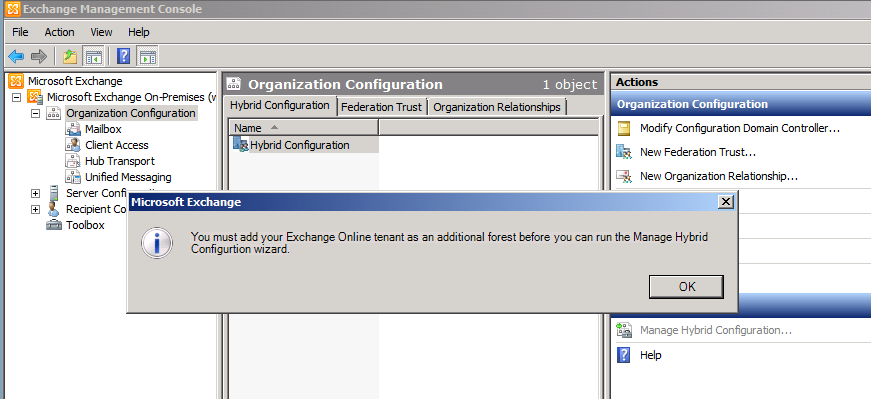 Exchange Management Console
File Action View Help
Microsoft Exchange
Microsoft Exchange On-Premises (w
Organization Configuration
Mailbox
Client Access
Hub Transport
Unified Messaging
Server Config
Recipient Co
Toolbox
Organization Configuration 1 object
Hybrid Configuration Federation Trust Organization Relationships
Name
Hybrid Configuration
Actions
Organization Configuration
Modify Configuration Domain Controller...
New Federation Trust...
New Organization Relationship...
Manage Hybrid Configuration...
Help
Microsoft Exchange
You must add your Exchange Online tenant as an additional forest before you can run the Manage Hybrid
Configurtion wizard.
OK